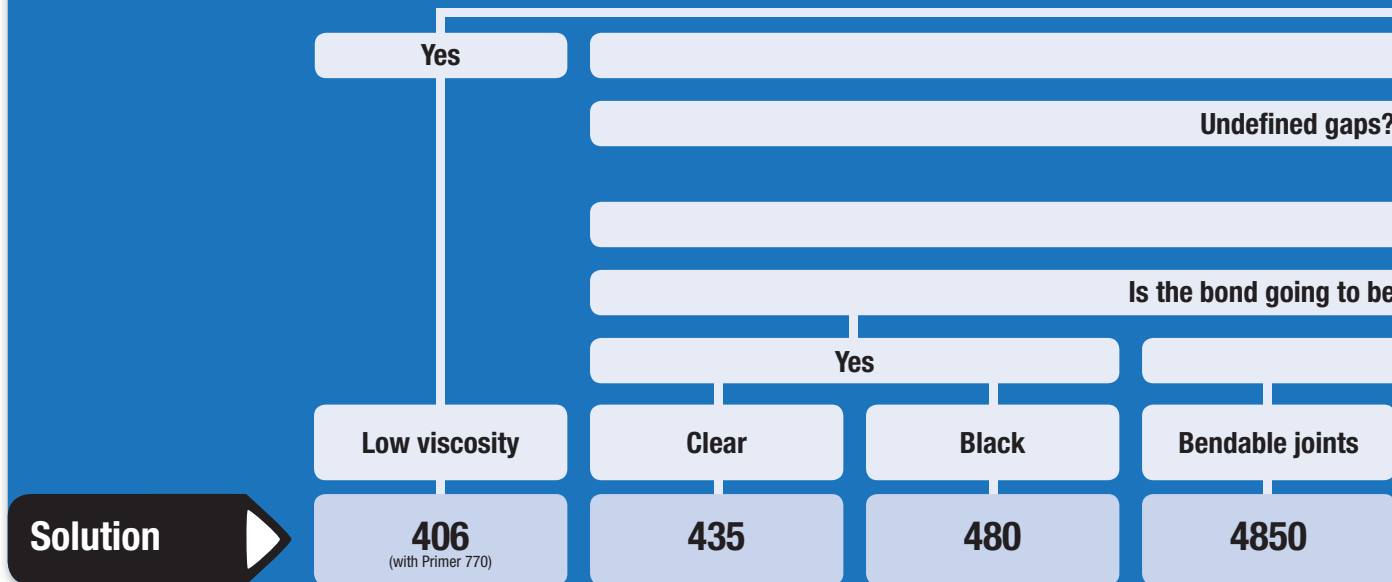 Yes
Undefined gaps?
Is the bond going to be
Yes
Low viscosity
Clear
Black
Bendable joints
Solution
406
(with Primer 770)
435
480
4850